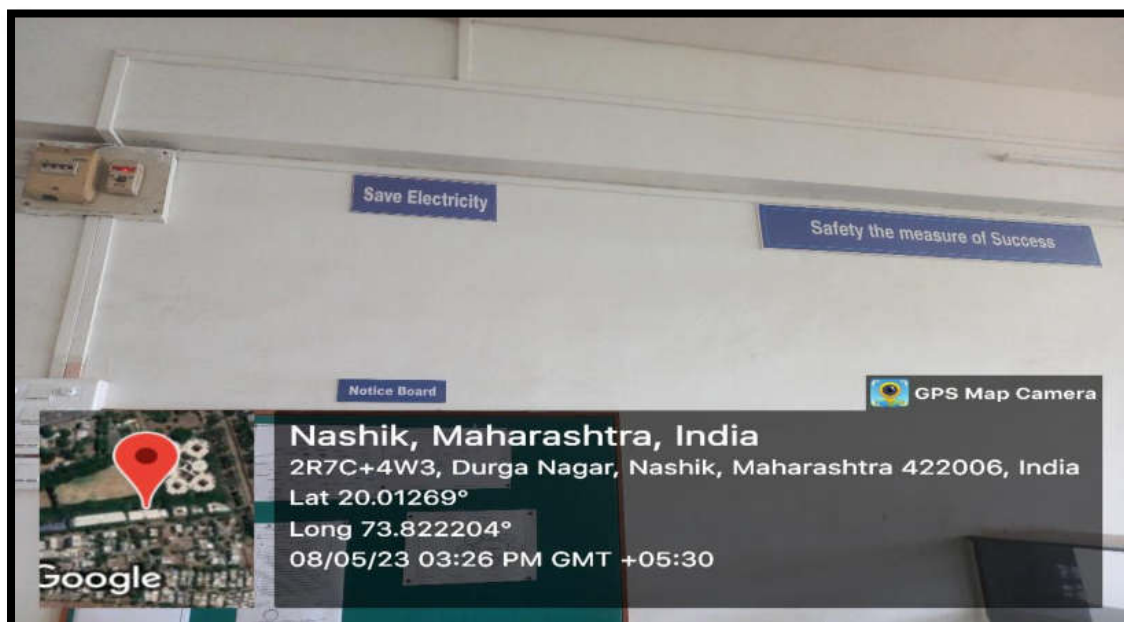 Save Electricity
Safety the measure of Success
Notice Board
GPS Map Camera
Nashik, Maharashtra, India
2R7C+4W3, Durga Nagar, Nashik, Maharashtra 422006, India
Lat 20.01269°
Long 73.822204°
08/05/23 03:26 PM GMT +05:30
Google